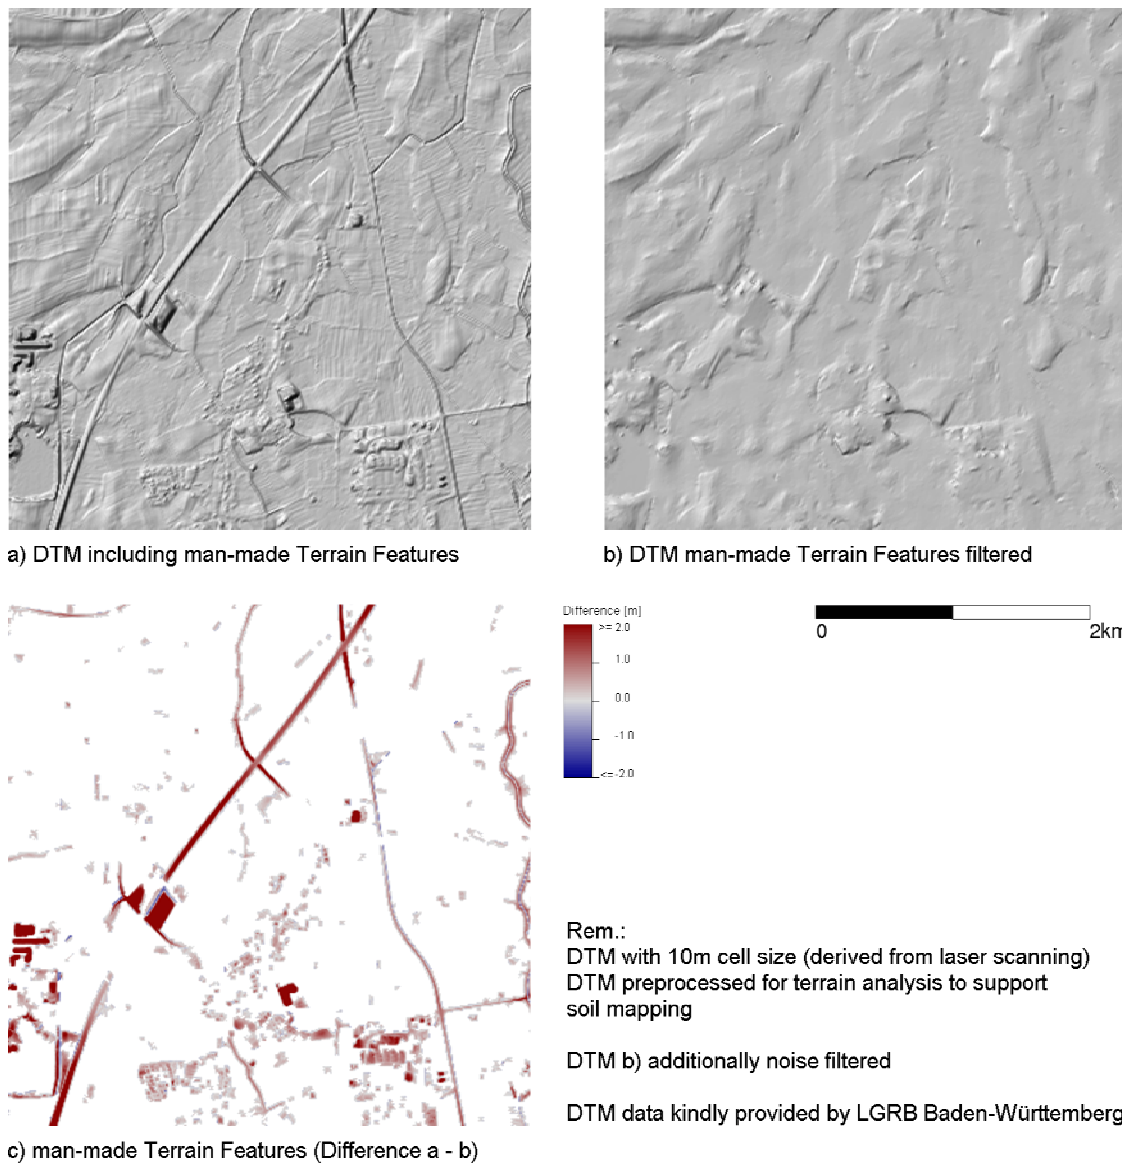 a) DTM including man-made Terrain Features
b) DTM man-made Terrain Features filtered
Difference [m]
>= 2.0
1.0
0.0
-1.0
<= -2.0
0
2km
Rem.:
DTM with 10m cell size (derived from laser scanning)
DTM preprocessed for terrain analysis to support
soil mapping
DTM b) additionally noise filtered
DTM data kindly provided by LGRB Baden-Württemberg
c) man-made Terrain Features (Difference a - b)